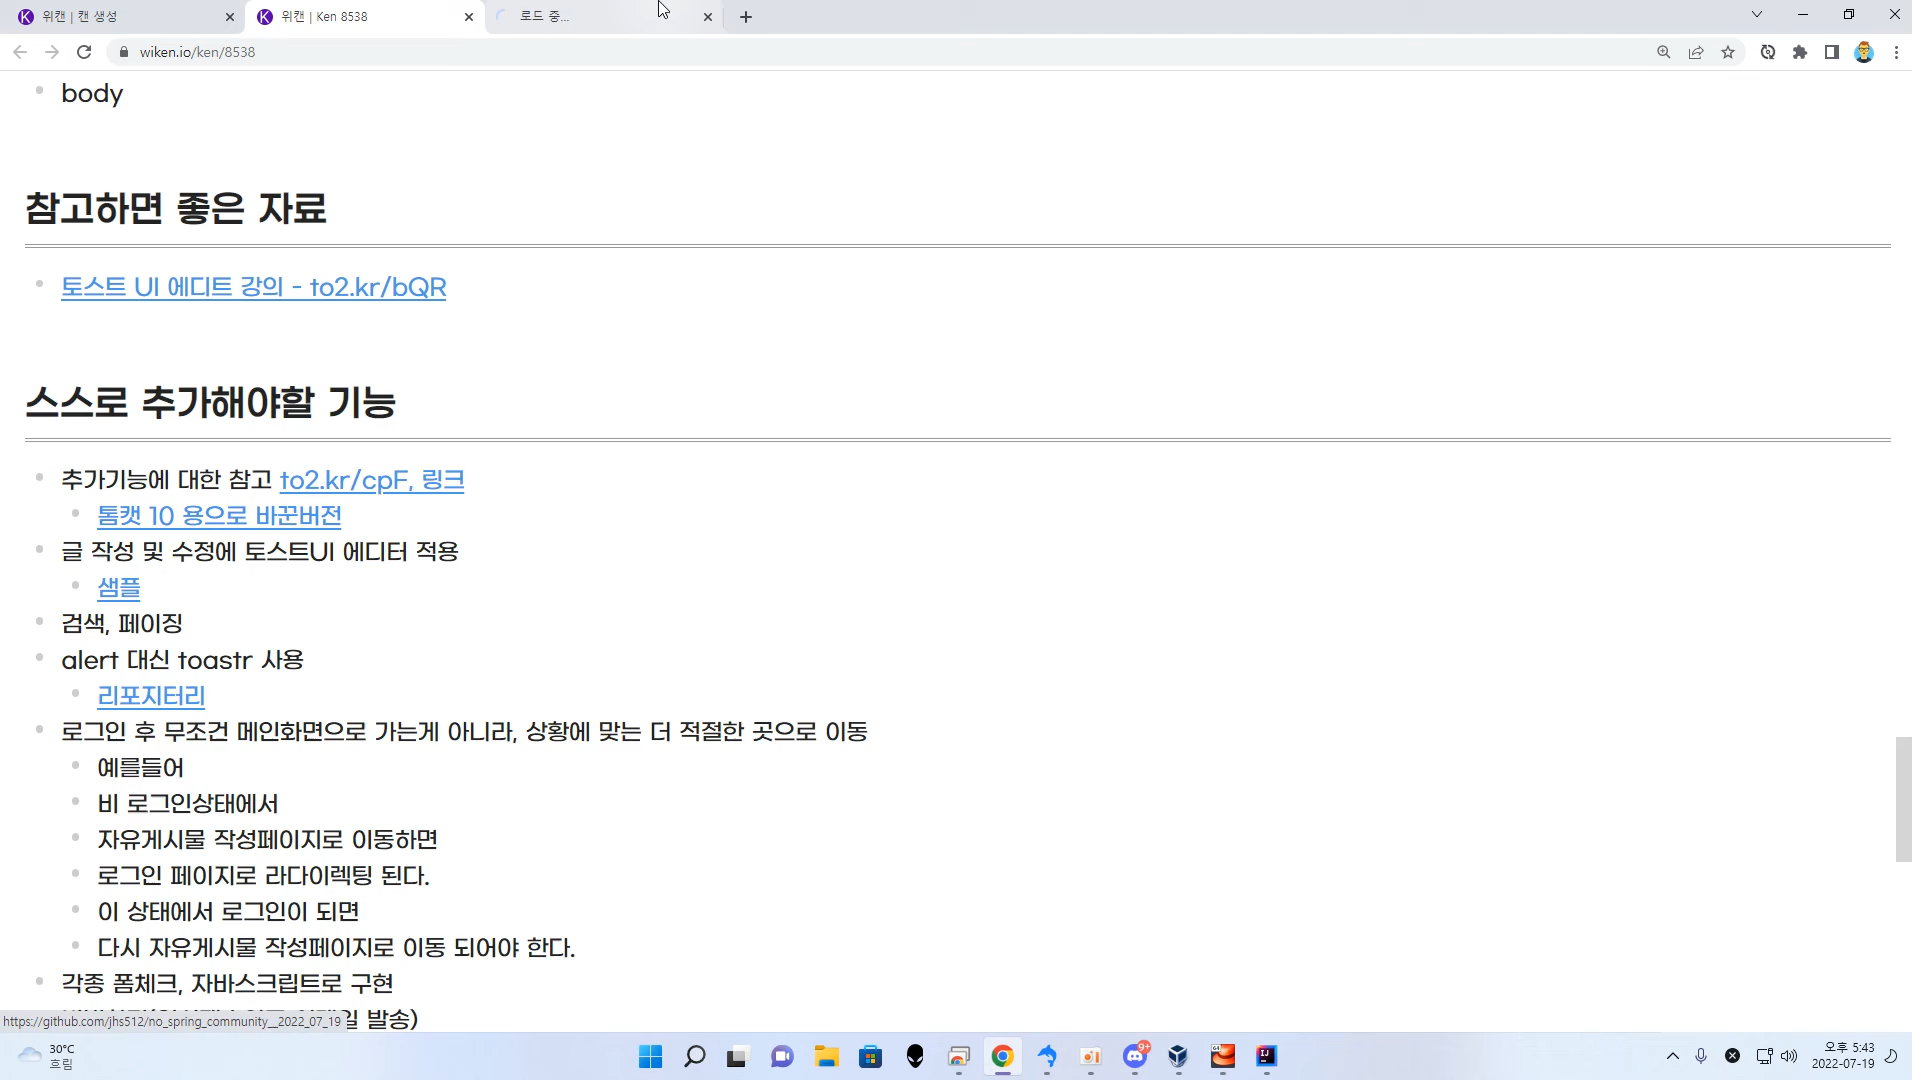 위캔 | 캔 생성
위캔 | Ken 8538
로드 중...
wiken.io/ken/8538
body
참고하면 좋은 자료
토스트 UI 에디트 강의 - to2.kr/bQR
스스로 추가해야할 기능
추가기능에 대한 참고 to2.kr/cpF, 링크
톰캣 10 용으로 바꾼버전
글 작성 및 수정에 토스트UI 에디터 적용
샘플
검색, 페이징
alert 대신 toastr 사용
리포지터리
로그인 후 무조건 메인화면으로 가는게 아니라, 상황에 맞는 더 적절한 곳으로 이동
예를들어
비 로그인상태에서
자유게시물 작성페이지로 이동하면
로그인 페이지로 라다이렉팅 된다.
이 상태에서 로그인이 되면
다시 자유게시물 작성페이지로 이동 되어야 한다.
각종 폼체크, 자바스크립트로 구현
발송)
https://github.com/jhs512/no_spring_community__2022_07_19
30°C
흐림
9+
64
IJ
오후 5:43
2022-07-19